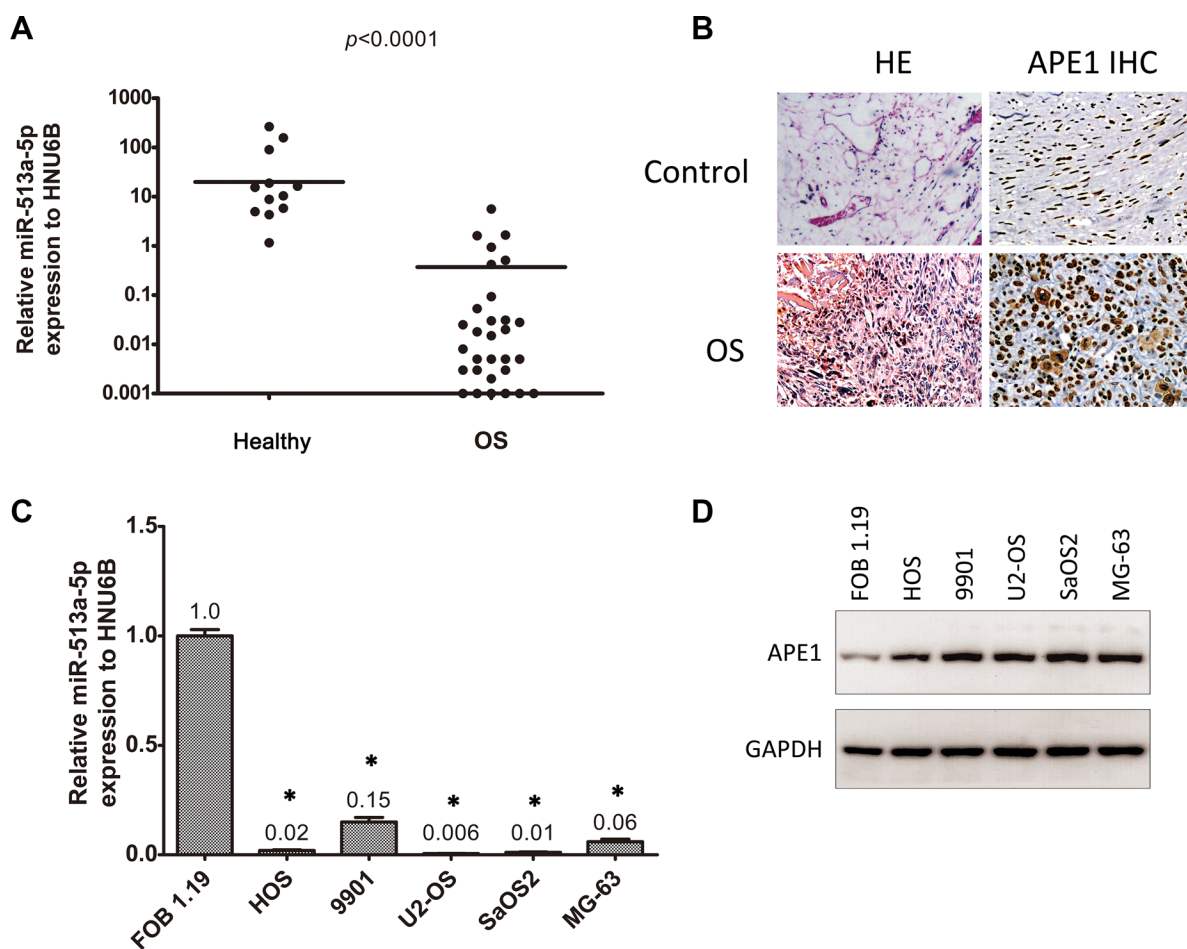 A
p<0.0001
Relative miR-513a-5p
expression to HNU6B
1000
100
10
1
0.1
0.01
0.001
Healthy
OS
B
HE
APE1 IHC
Control
OS
C
Relative miR-513a-5p
expression to HNU6B
1.5
1.0
0.5
0.0
1.0
*
0.02
*
0.15
*
0.006
*
0.01
*
0.06
FOB 1.19
HOS
9901
U2-OS
SaOS2
MG-63
D
FOB 1.19
HOS
9901
U2-OS
SaOS2
MG-63
APE1
GAPDH